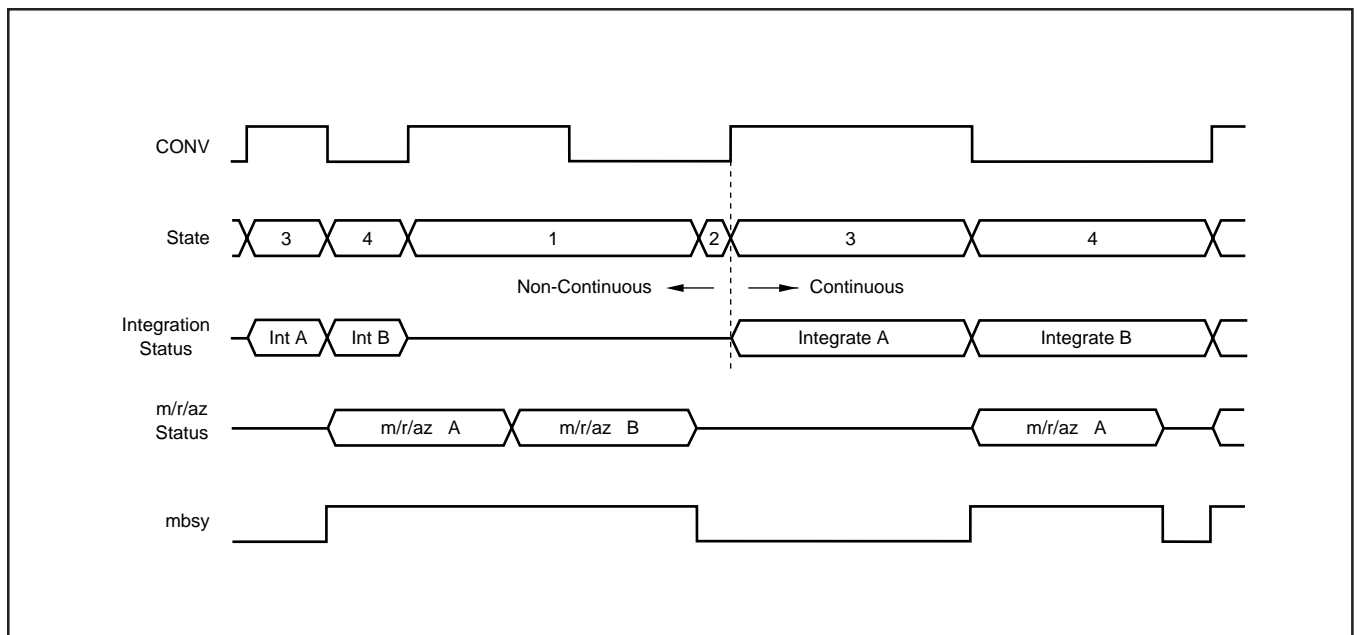 CONV
State
3
4
1
2
3
4
Non-Continuous
Continuous
Integration
Status
Int A
Int B
Integrate A
Integrate B
m/r/az
Status
m/r/az A
m/r/az B
m/r/az A
mbsy